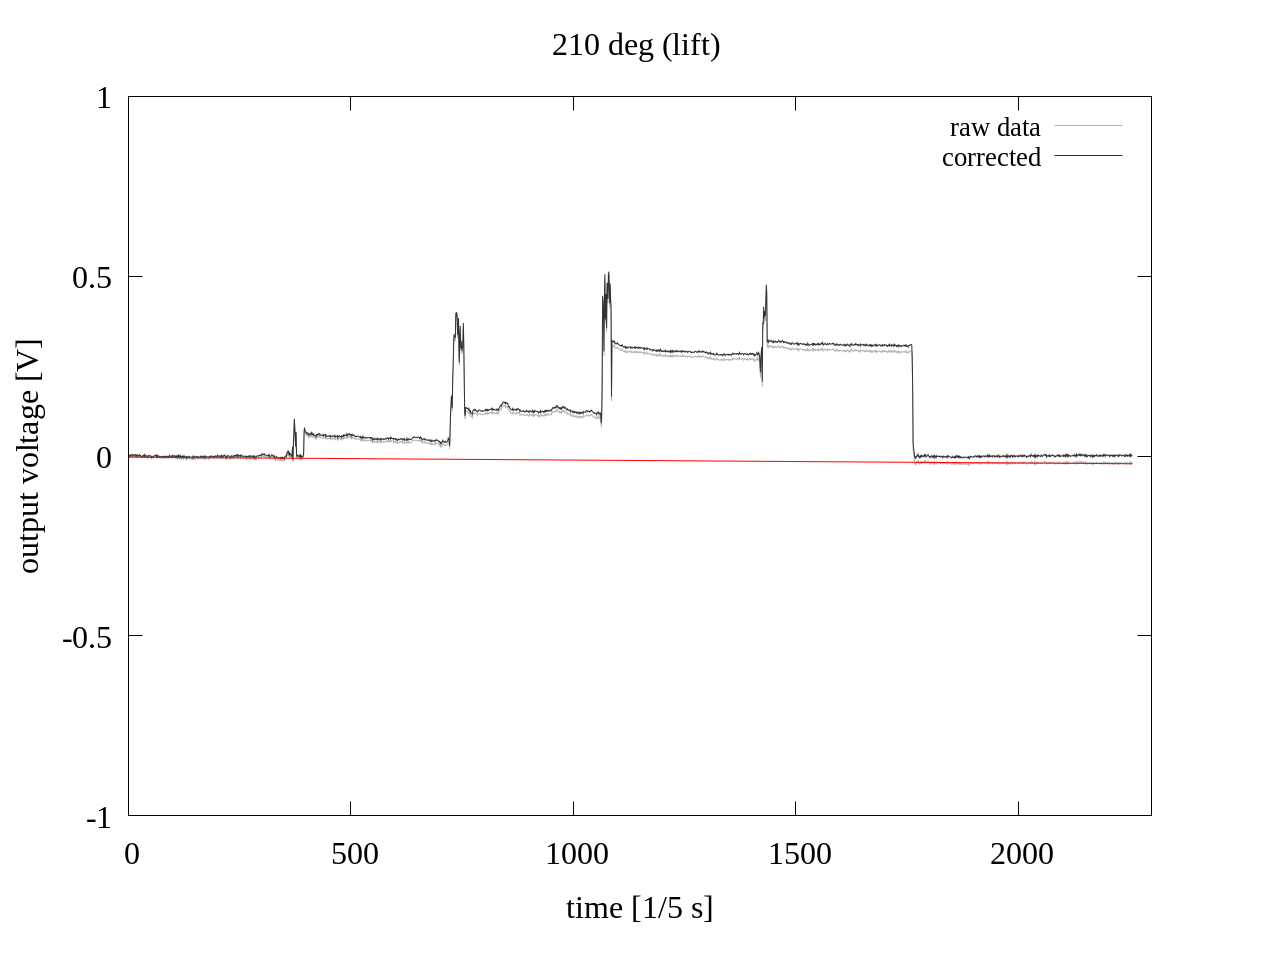 210 deg (lift)
1
raw data
corrected
0.5
0
-0.5
-1
output voltage [V]
0 500 1000 1500 2000
time [1/5 s]